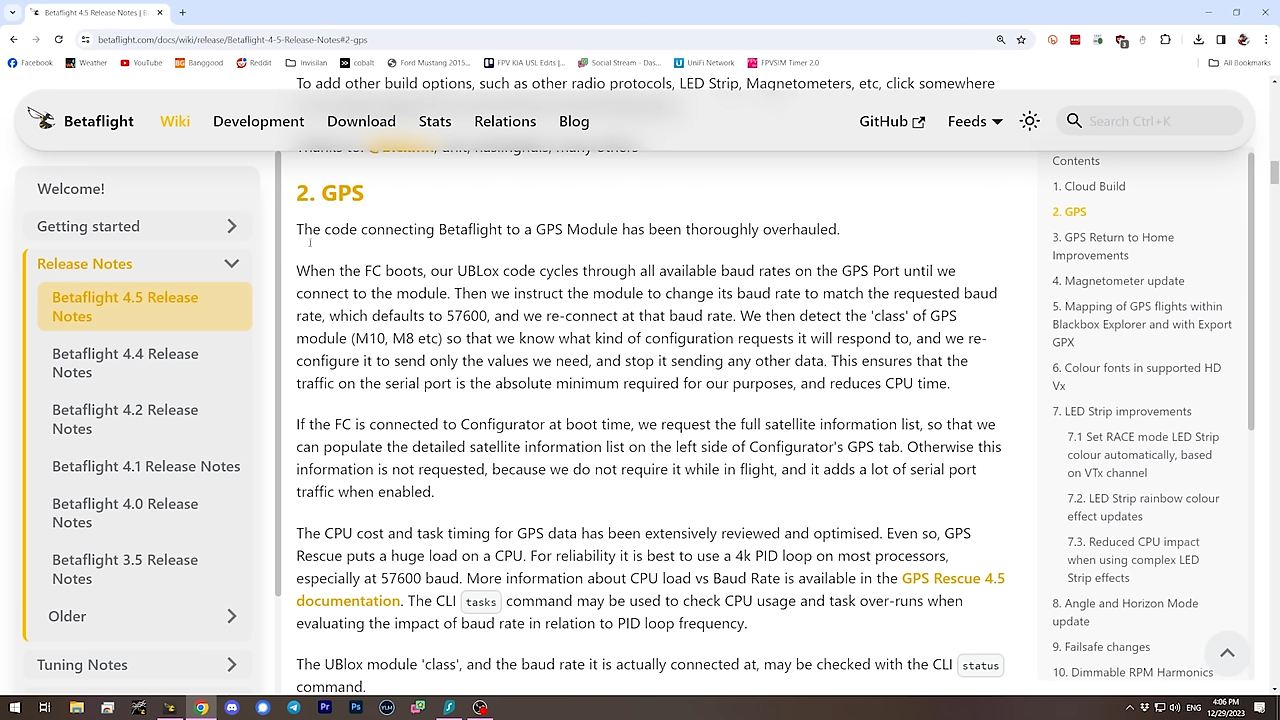 Betaflight 4.5 Release Notes | B
betaflight.com/docs/wiki/release/Betaflight-4-5-Release-Notes#2-gps
Facebook
Weather
YouTube
Banggood
Reddit
Invisilan
cobalt
Ford Mustang 2015...
FPV KIA USL Edits |...
Social Stream - Das...
UniFi Network
FPVSIM Timer 2.0
All Bookmarks
To add other build options, such as other radio protocols, LED Strip, Magnetometers, etc, click somewhere
Betaflight
Wiki
Development
Download
Stats
Relations
Blog
GitHub
Feeds
Search Ctrl+K
Welcome!
Getting started
Release Notes
Betaflight 4.5 Release
Notes
Betaflight 4.4 Release
Notes
Betaflight 4.2 Release
Notes
Betaflight 4.1 Release Notes
Betaflight 4.0 Release
Notes
Betaflight 3.5 Release
Notes
Older
Tuning Notes
2. GPS
The code connecting Betaflight to a GPS Module has been thoroughly overhauled.
When the FC boots, our UBLox code cycles through all available baud rates on the GPS Port until we
connect to the module. Then we instruct the module to change its baud rate to match the requested baud
rate, which defaults to 57600, and we re-connect at that baud rate. We then detect the 'class' of GPS
module (M10, M8 etc) so that we know what kind of configuration requests it will respond to, and we re-
configure it to send only the values we need, and stop it sending any other data. This ensures that the
traffic on the serial port is the absolute minimum required for our purposes, and reduces CPU time.
If the FC is connected to Configurator at boot time, we request the full satellite information list, so that we
can populate the detailed satellite information list on the left side of Configurator's GPS tab. Otherwise this
information is not requested, because we do not require it while in flight, and it adds a lot of serial port
traffic when enabled.
The CPU cost and task timing for GPS data has been extensively reviewed and optimised. Even so, GPS
Rescue puts a huge load on a CPU. For reliability it is best to use a 4k PID loop on most processors,
especially at 57600 baud. More information about CPU load vs Baud Rate is available in the GPS Rescue 4.5
documentation. The CLI tasks command may be used to check CPU usage and task over-runs when
evaluating the impact of baud rate in relation to PID loop frequency.
The UBlox module 'class', and the baud rate it is actually connected at, may be checked with the CLI status
command.
Contents
1. Cloud Build
2. GPS
3. GPS Return to Home
Improvements
4. Magnetometer update
5. Mapping of GPS flights within
Blackbox Explorer and with Export
GPX
6. Colour fonts in supported HD
Vx
7. LED Strip improvements
7.1 Set RACE mode LED Strip
colour automatically, based
on VTx channel
7.2. LED Strip rainbow colour
effect updates
7.3. Reduced CPU impact
when using complex LED
Strip effects
8. Angle and Horizon Mode
update
9. Failsafe changes
10. Dimmable RPM Harmonics
ENG
4:06 PM
12/29/2023